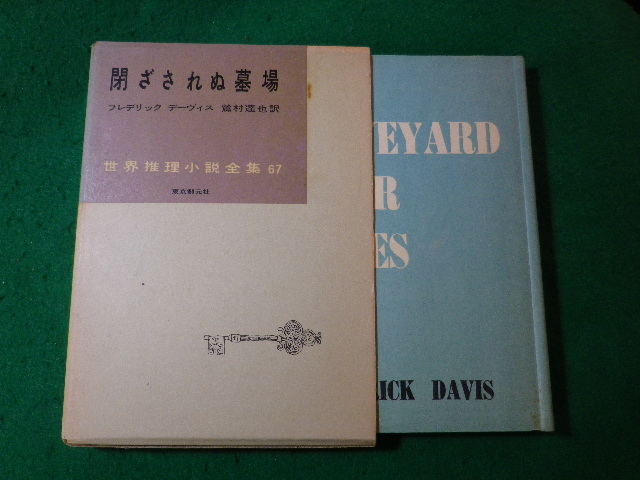 閉ざされぬ墓場
フレデリック デーヴィス 鷲村達也訳
世界推理小説全集 67
東京創元社
EYARD
R
ES
RICK DAVIS